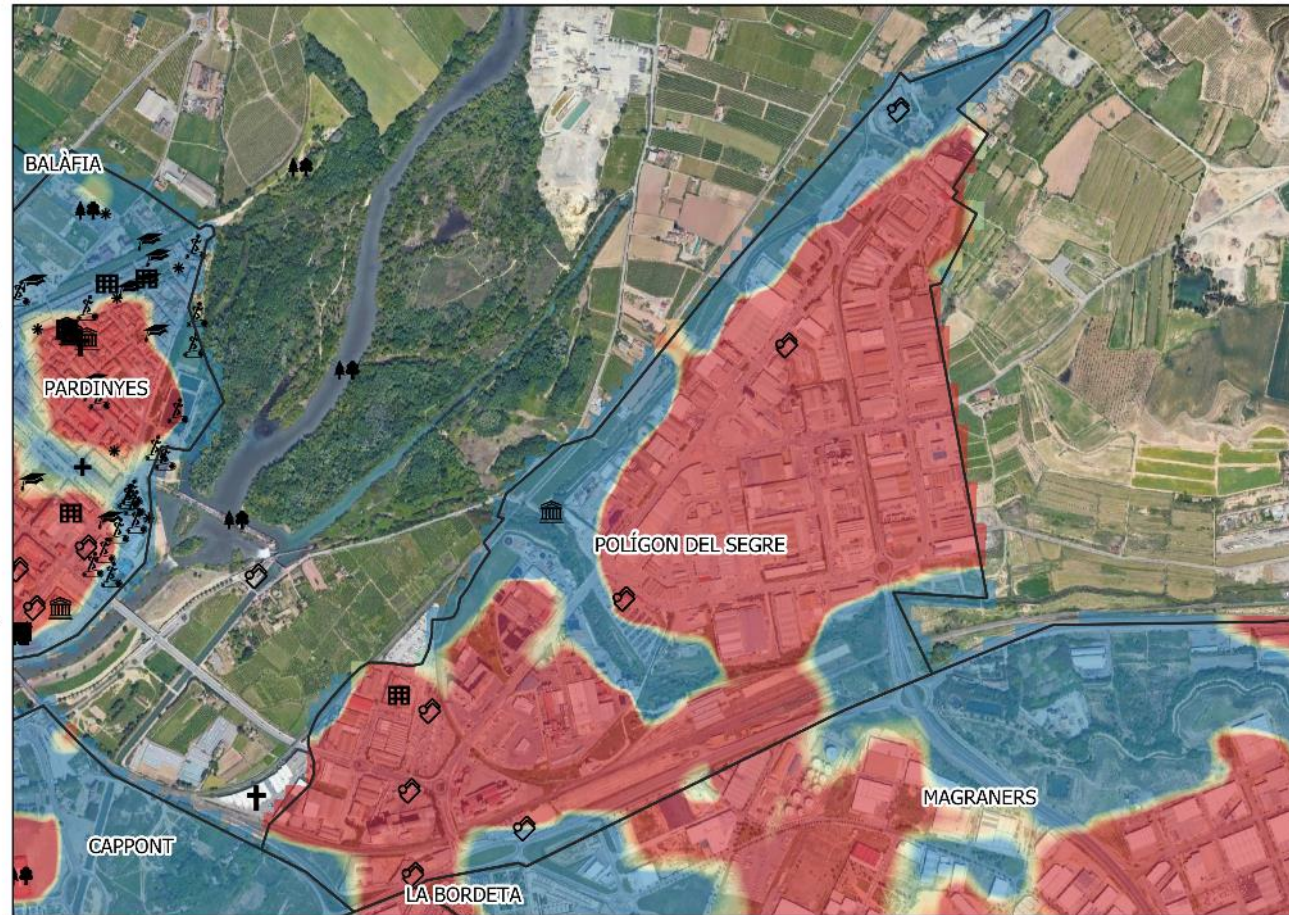 BALÀFIA
PARDINYES
POLÍGON DEL SEGRE
MAGRANERS
CAPPONT
LA BORDETA